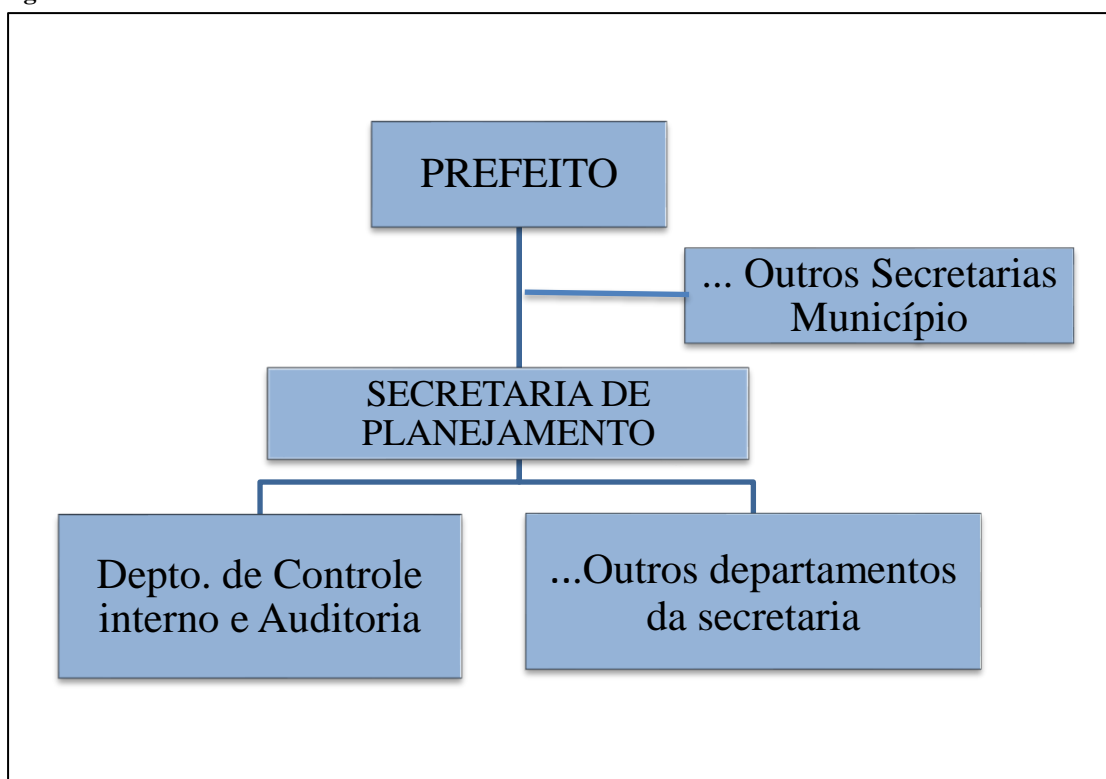 PREFEITO
... Outros Secretarias
Município
SECRETARIA DE
PLANEJAMENTO
Depto. de Controle
interno e Auditoria
...Outros departamentos
da secretaria